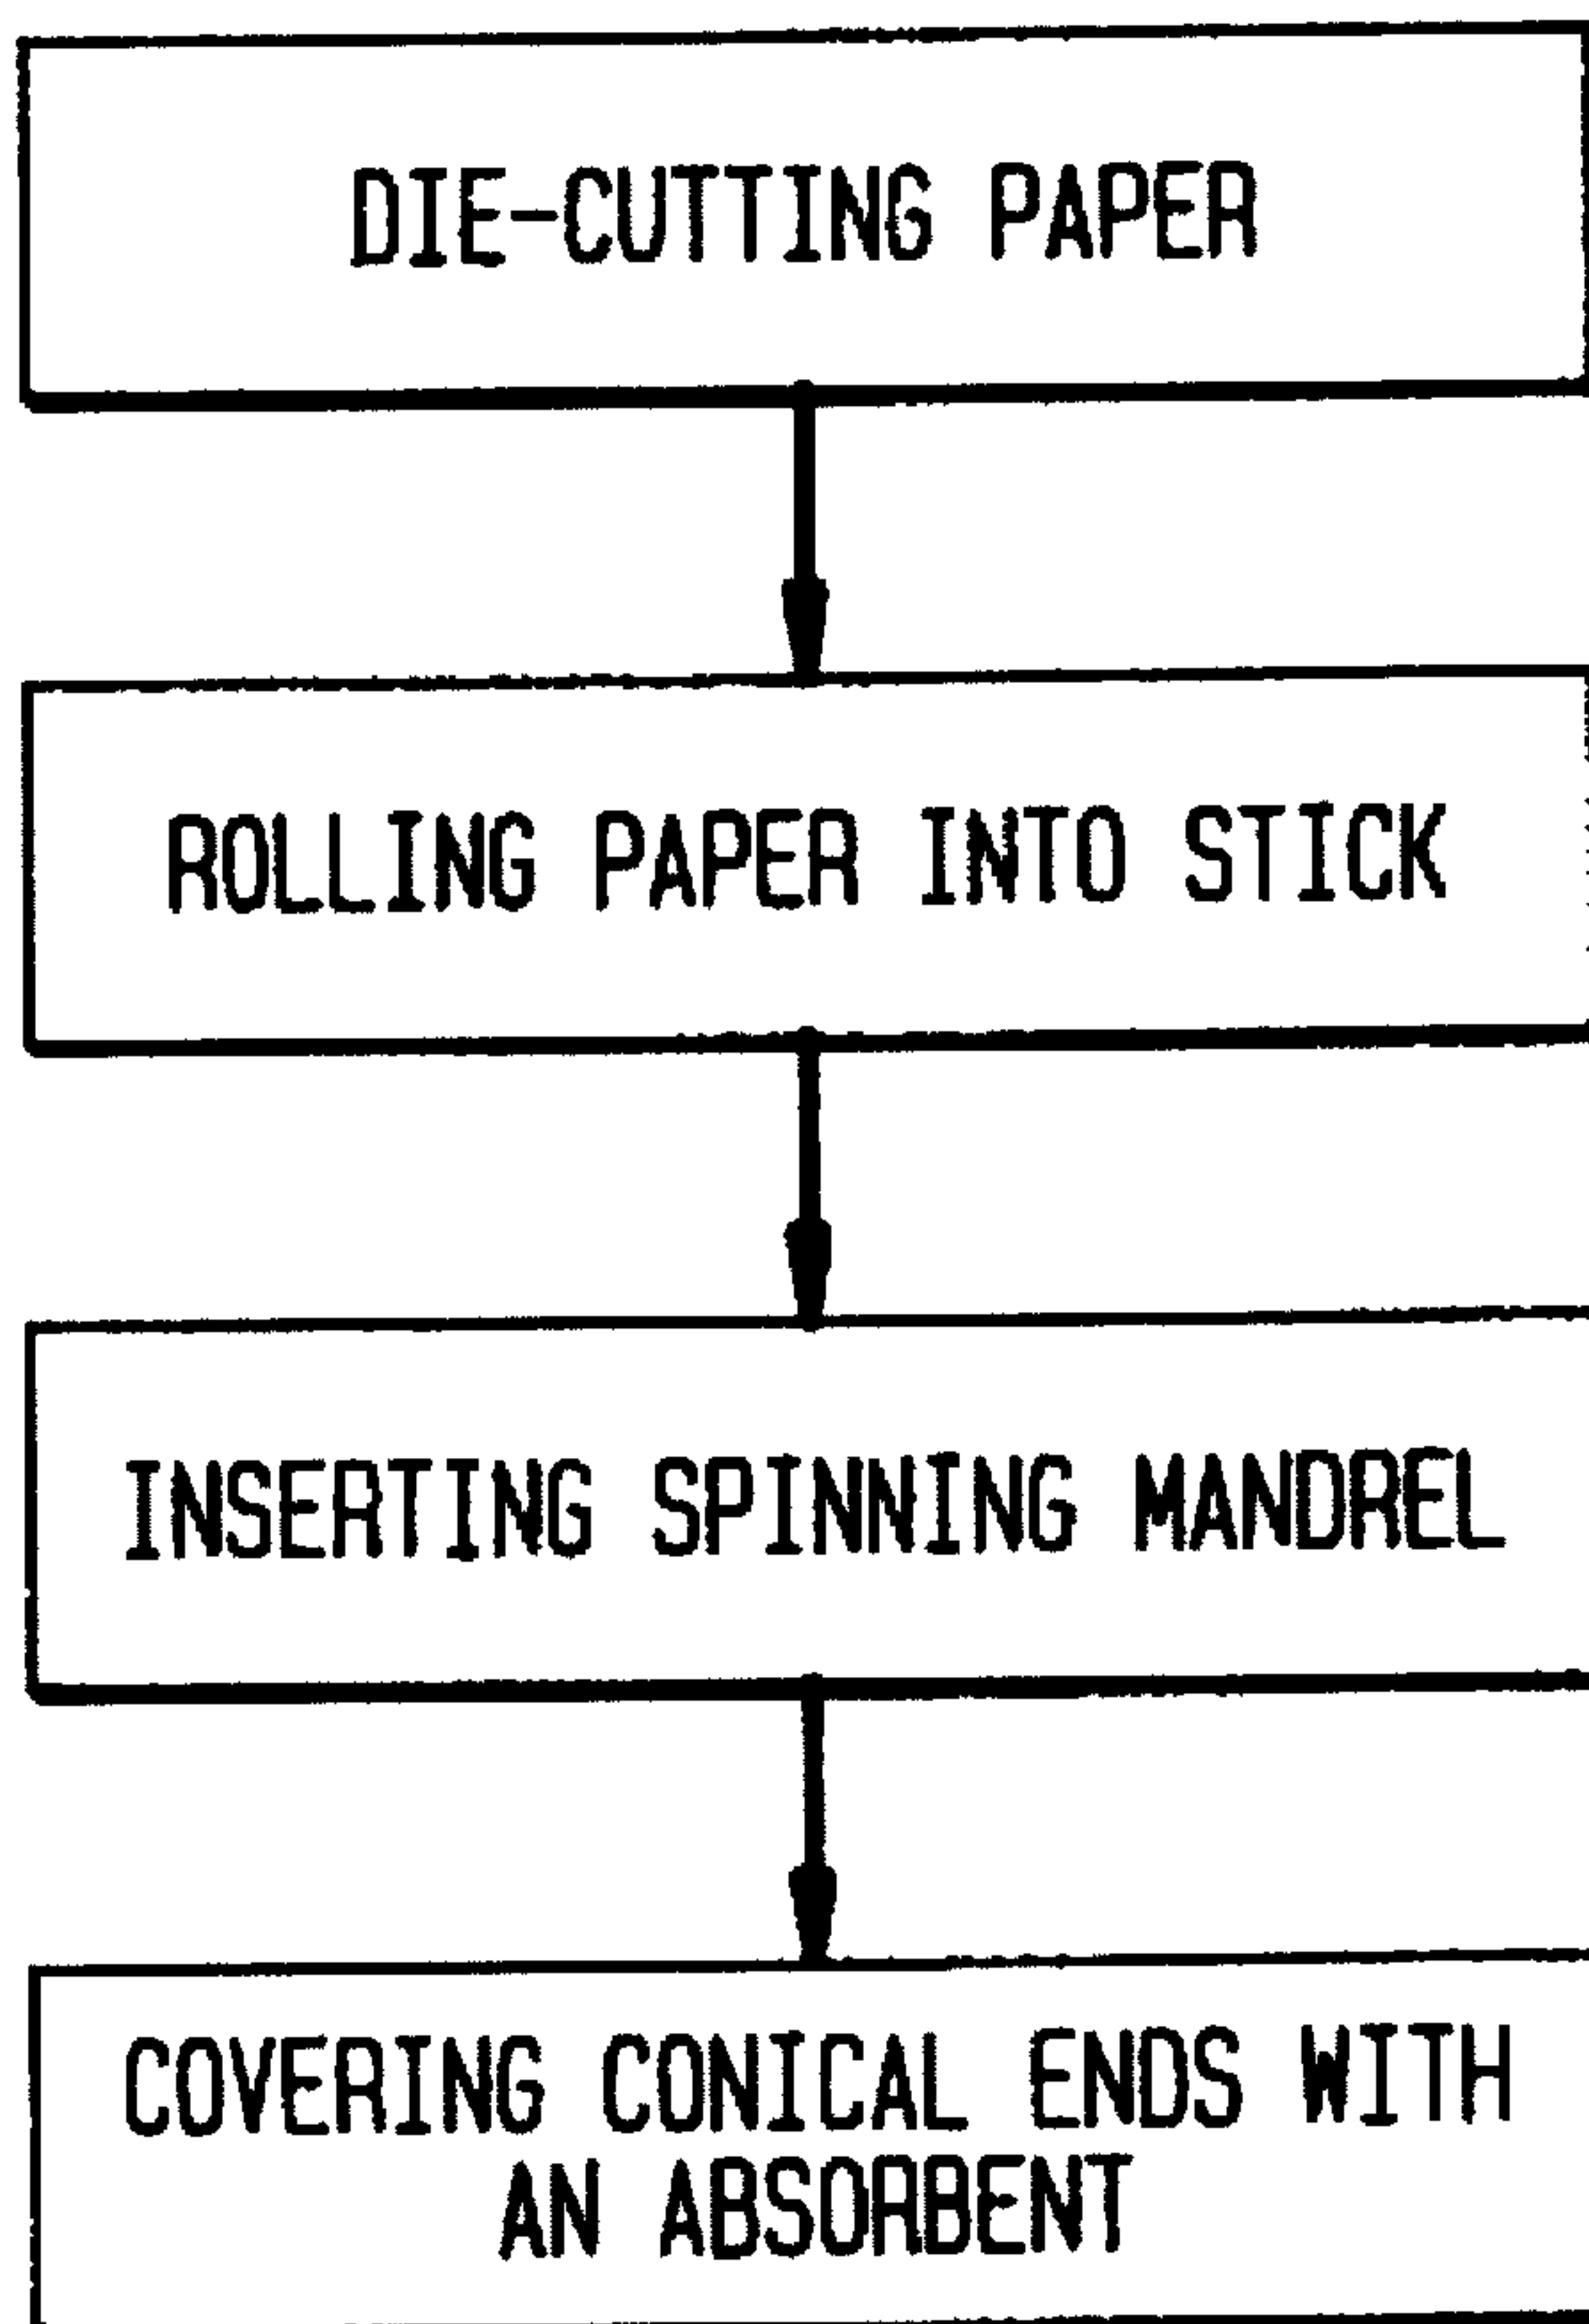 DIE-CUTTING PAPER
ROLLING PAPER INTO STICK
INSERTING SPINNING MANDREL
COVERING CONICAL ENDS WITH
AN ABSORBENT